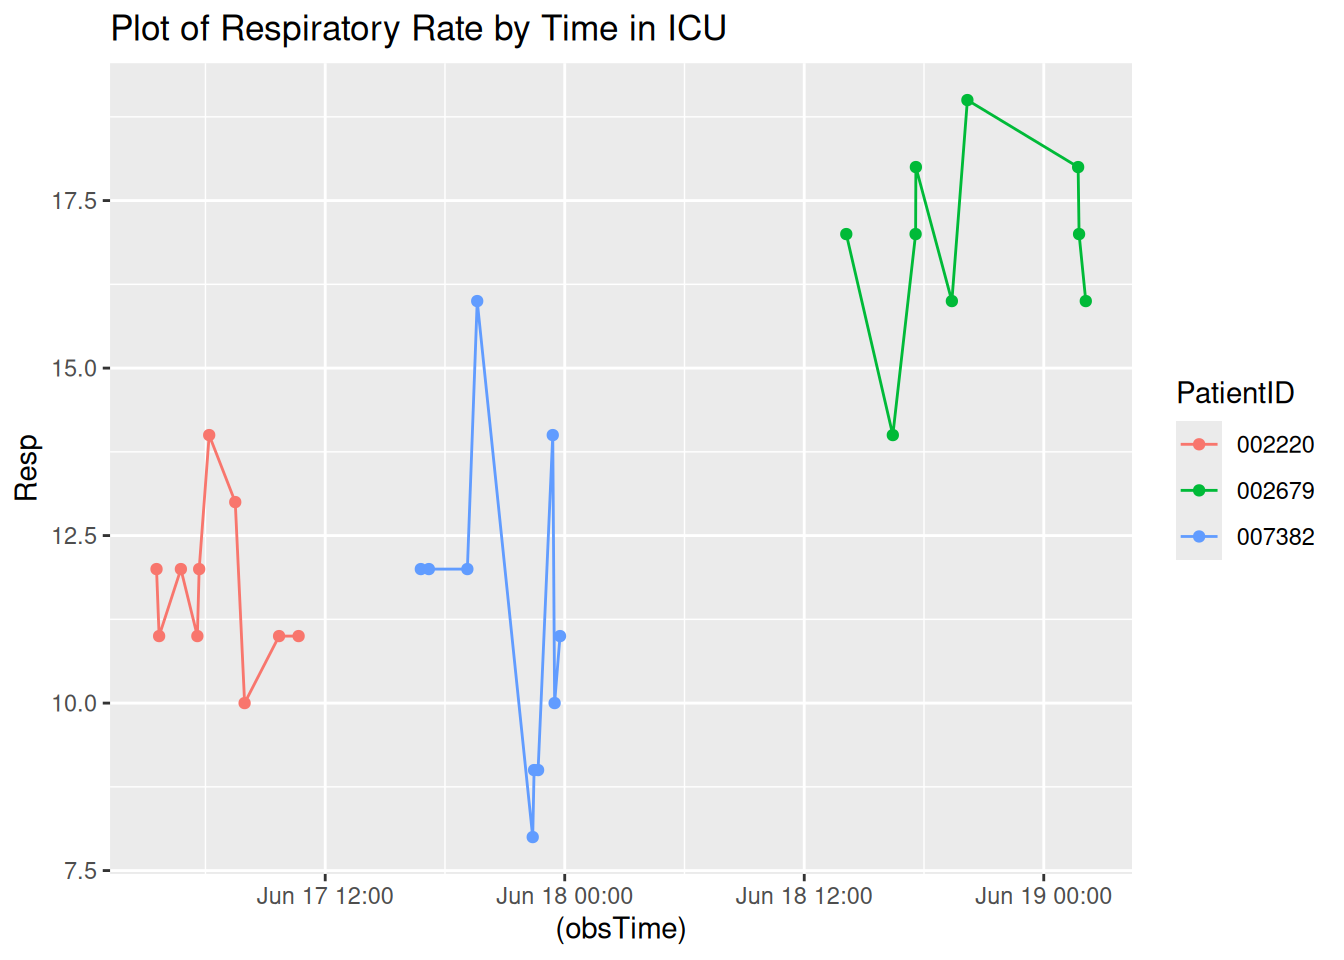 Plot of Respiratory Rate by Time in ICU
17.5
15.0
12.5
10.0
7.5
Resp
Jun 17 12:00
Jun 18 00:00
Jun 18 12:00
Jun 19 00:00
(obsTime)
PatientID
002220
002679
007382